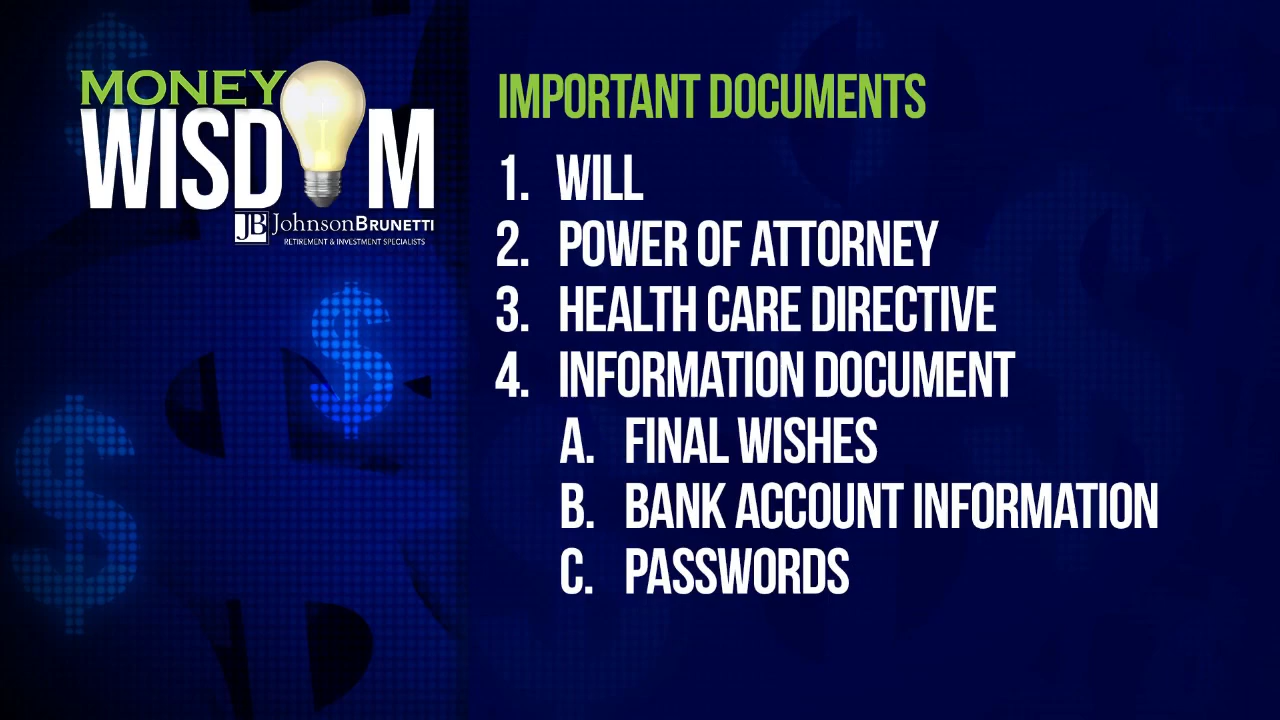 MONEY
WISDOM
JB JohnsonBrunetti
RETIREMENT & INVESTMENT SPECIALISTS
IMPORTANT DOCUMENTS
1. WILL
2. POWER OF ATTORNEY
3. HEALTH CARE DIRECTIVE
4. INFORMATION DOCUMENT
A. FINAL WISHES
B. BANK ACCOUNT INFORMATION
C. PASSWORDS